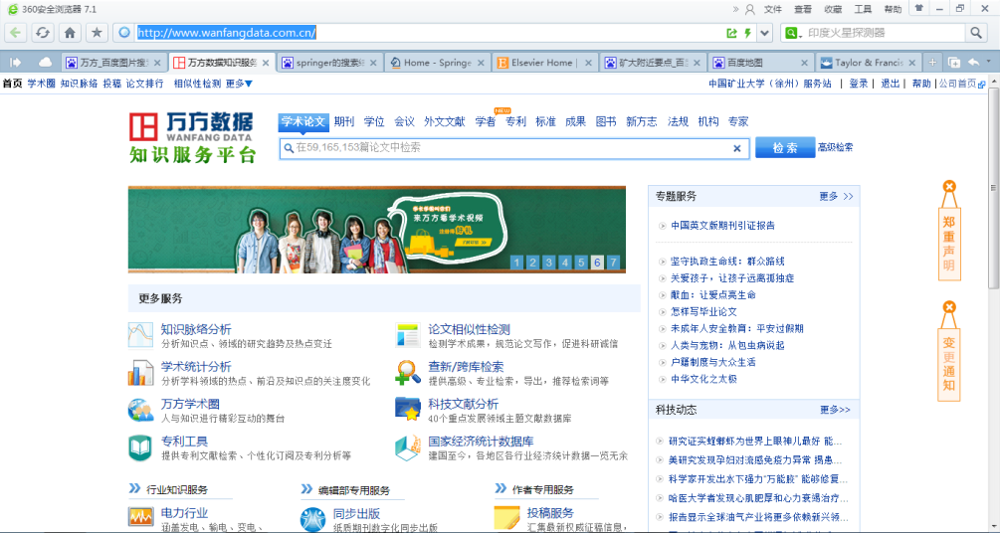 360安全浏览器 7.1
文件 查看 收藏 工具 帮助
http://www.wanfangdata.com.cn/
印度火星探测器
万方_百度图片搜
万方数据知识服务
springer的搜索结
Home - Springe
Elsevier Home |
矿大附近要点_百
百度地图
Taylor & Francis
首页 学术圈 知识脉络 投稿 论文排行 相似性检测 更多▼
中国矿业大学(徐州)服务站 | 登录 | 退出 | 帮助 |公司首页
万方数据
WANFANG DATA
知识服务平台
NEW
学术论文 期刊 学位 会议 外文文献 学者 专利 标准 成果 图书 新方志 法规 机构 专家
在59,165,153篇论文中检索
检 索
高级检索
来万方看学术视频
1 2 3 4 5 6 7
专题服务 更多 >>
中国英文版期刊引证报告
坚守执政生命线：群众路线
关爱孩子，让孩子远离孤独症
献血：让爱点亮生命
怎样写毕业论文
未成年人安全教育：平安过假期
人类与宠物：从包虫病说起
户籍制度与大众生活
中华文化之太极
郑重声明
变更通知
更多服务
知识脉络分析
分析知识点、领域的研究趋势及热点变迁
论文相似性检测
检测学术成果，规范论文写作，促进科研诚信
学术统计分析
分析学科领域的热点、前沿及知识点的关注度变化
查新/跨库检索
提供高级、专业检索，导出，推荐检索词等
万方学术圈
人与知识进行精彩互动的舞台
科技文献分析
40个重点发展领域主题文献数据库
专利工具
提供专利文献检索、个性化订阅及专利分析等
国家经济统计数据库
建国至今，各地区各行业经济统计数据一览无余
科技动态 更多>>
研究证实螳螂虾为世界上眼神儿最好 能...
美研究发现孕妇对流感免疫力异常 揭患...
科学家开发出水下强力“万能胶” 能够修复...
哈医大学者发现心肌肥厚和心力衰竭治疗...
报告显示全球油气产业将更多依赖新兴领...
行业知识服务
编辑部专用服务
作者专用服务
电力行业
涵盖发电、输电、变电、
同步出版
纸质期刊数字化同步出版
投稿服务
汇集最新权威征稿信息，